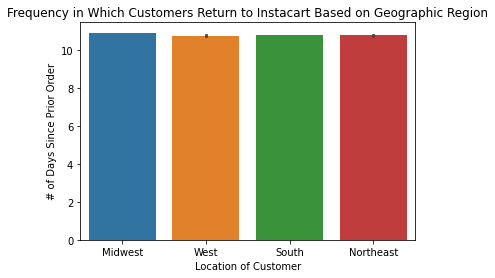 Frequency in Which Customers Return to Instacart Based on Geographic Region
# of Days Since Prior Order
10
8
6
4
2
0
Midwest West South Northeast
Location of Customer